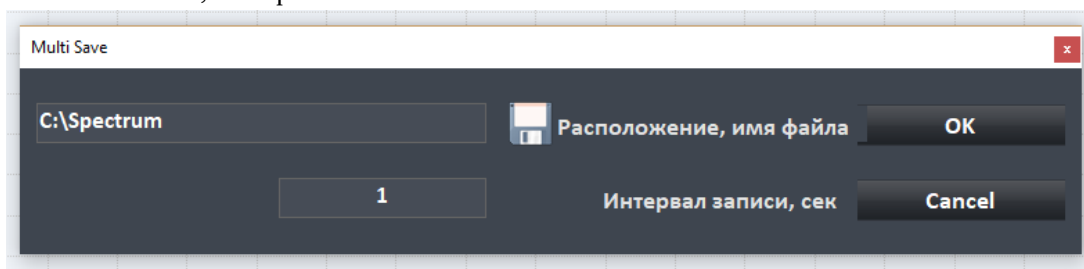 Multi Save
x
C:\Spectrum
Расположение, имя файла
OK
1
Интервал записи, сек
Cancel